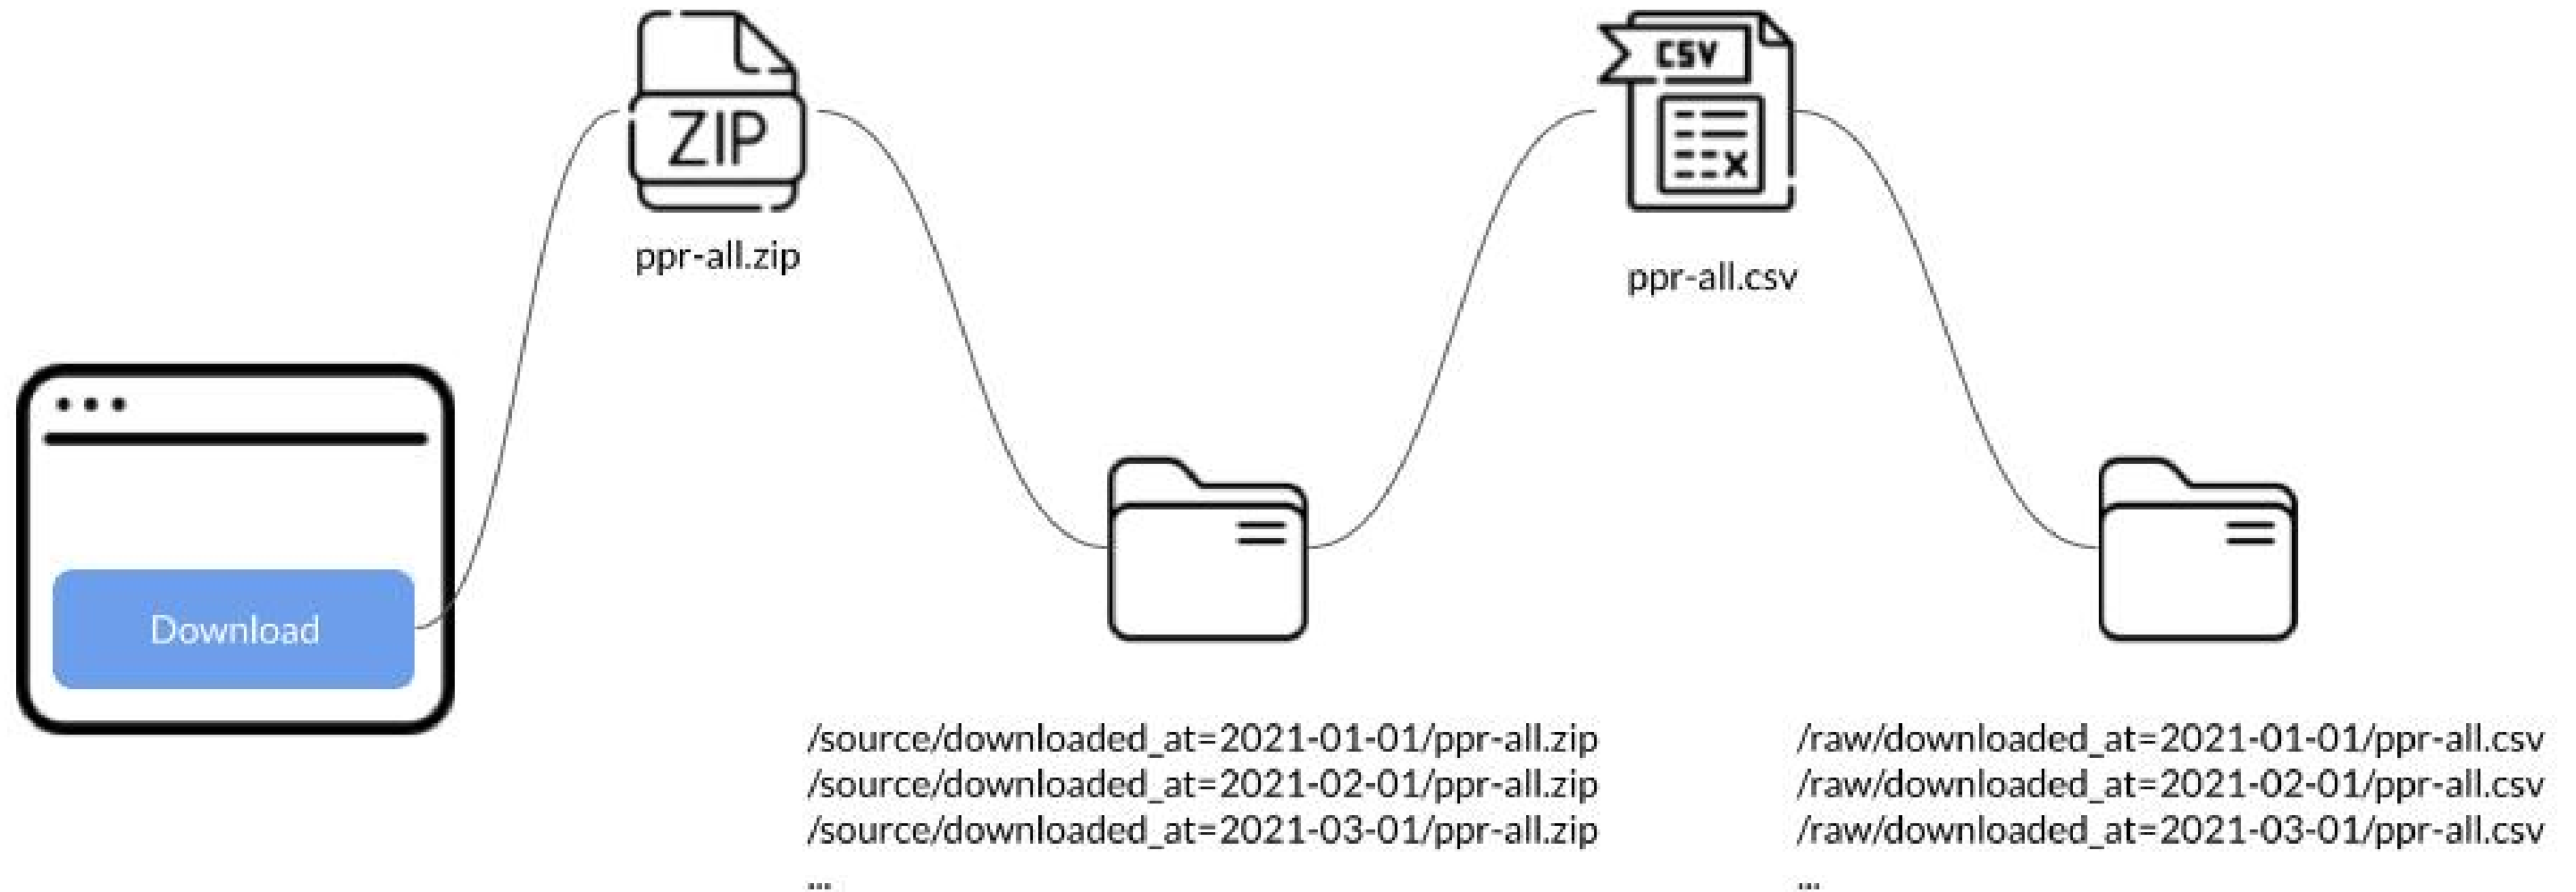 ZIP
ppr-all.zip
CSV
ppr-all.csv
Download
/source/downloaded_at=2021-01-01/ppr-all.zip
/source/downloaded_at=2021-02-01/ppr-all.zip
/source/downloaded_at=2021-03-01/ppr-all.zip
...
/raw/downloaded_at=2021-01-01/ppr-all.csv
/raw/downloaded_at=2021-02-01/ppr-all.csv
/raw/downloaded_at=2021-03-01/ppr-all.csv
...